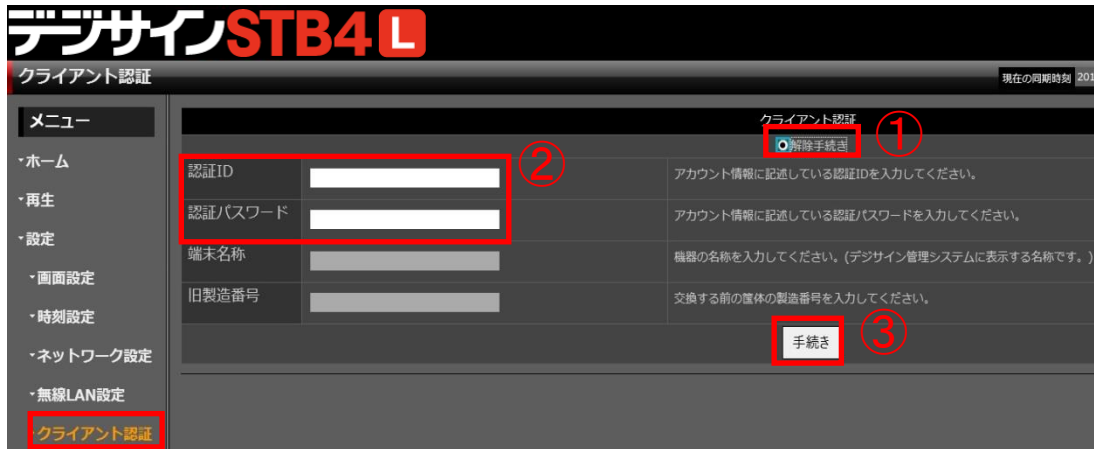 デジサインSTB4 L
クライアント認証
現在の同期時刻 201
メニュー
クライアント認証
①
解除手続き
・ホーム
②
認証ID
アカウント情報に記述している認証IDを入力してください。
・再生
認証パスワード
アカウント情報に記述している認証パスワードを入力してください。
・設定
端末名称
機器の名称を入力してください。(デジサイン管理システムに表示する名称です。)
・画面設定
旧製造番号
交換する前の筐体の製造番号を入力してください。
・時刻設定
手続き
③
・ネットワーク設定
・無線LAN設定
・クライアント認証